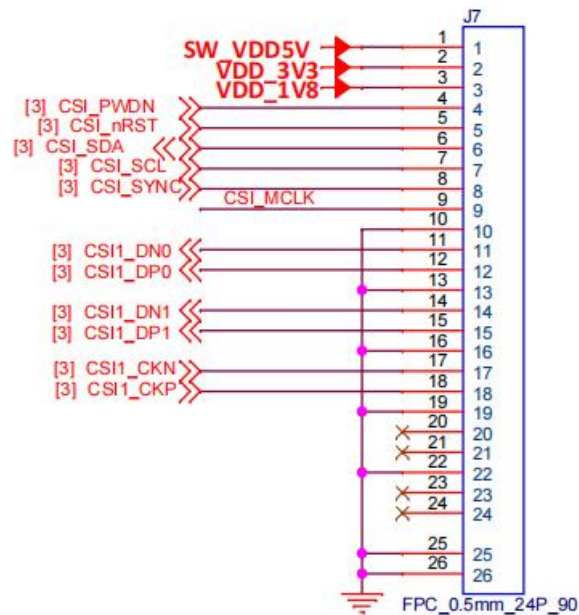 J7
SW_VDD5V 1 1
VDD_3V3 2 2
VDD_1V8 3 3
[3] CSI_PWDN 4 4
[3] CSI_nRST 5 5
[3] CSI_SDA 6 6
[3] CSI_SCL 7 7
[3] CSI_SYNC 8 8
CSI_MCLK 9 9
10 10
[3] CSI1_DN0 11 11
[3] CSI1_DP0 12 12
13 13
[3] CSI1_DN1 14 14
[3] CSI1_DP1 15 15
16 16
[3] CSI1_CKN 17 17
[3] CSI1_CKP 18 18
19 19
20 20
21 21
22 22
23 23
24 24
25 25
26 26
FPC_0.5mm_24P_90